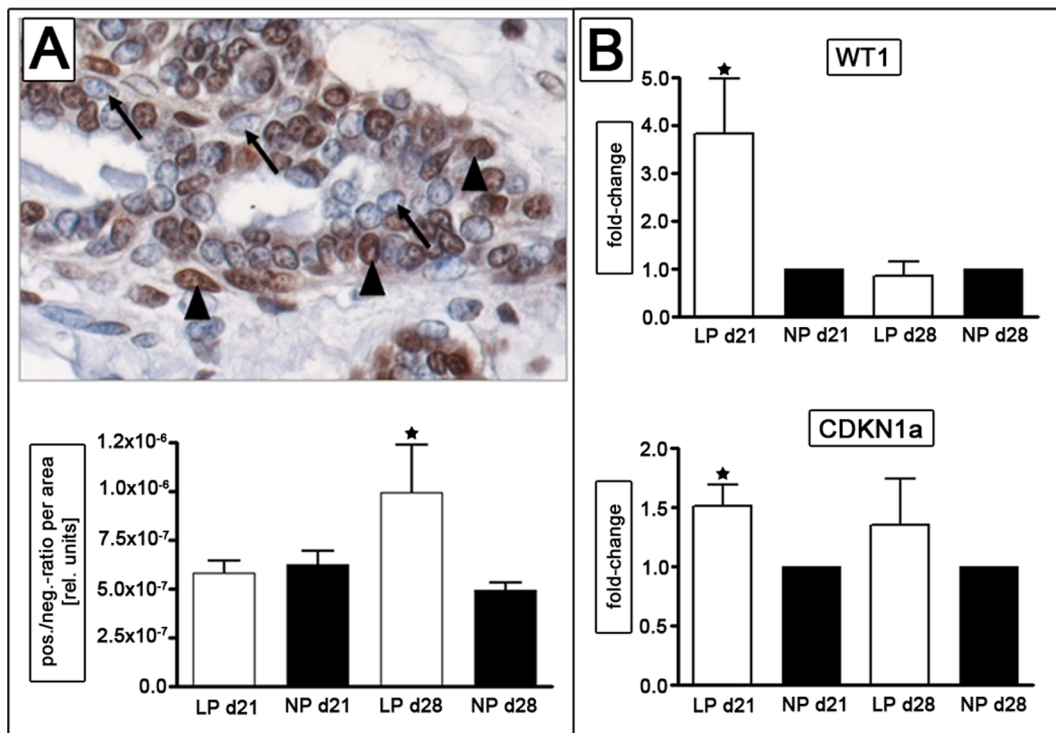 A
pos./neg.-ratio per area
[rel. units]
1.2x10-6
1.0x10-6
7.5x10-7
5.0x10-7
2.5x10-7
0.0
LP d21 NP d21 LP d28 NP d28
B
WT1
fold-change
5.0
4.0
3.0
2.0
1.0
0.0
LP d21 NP d21 LP d28 NP d28
CDKN1a
fold-change
2.0
1.5
1.0
0.5
0.0
LP d21 NP d21 LP d28 NP d28